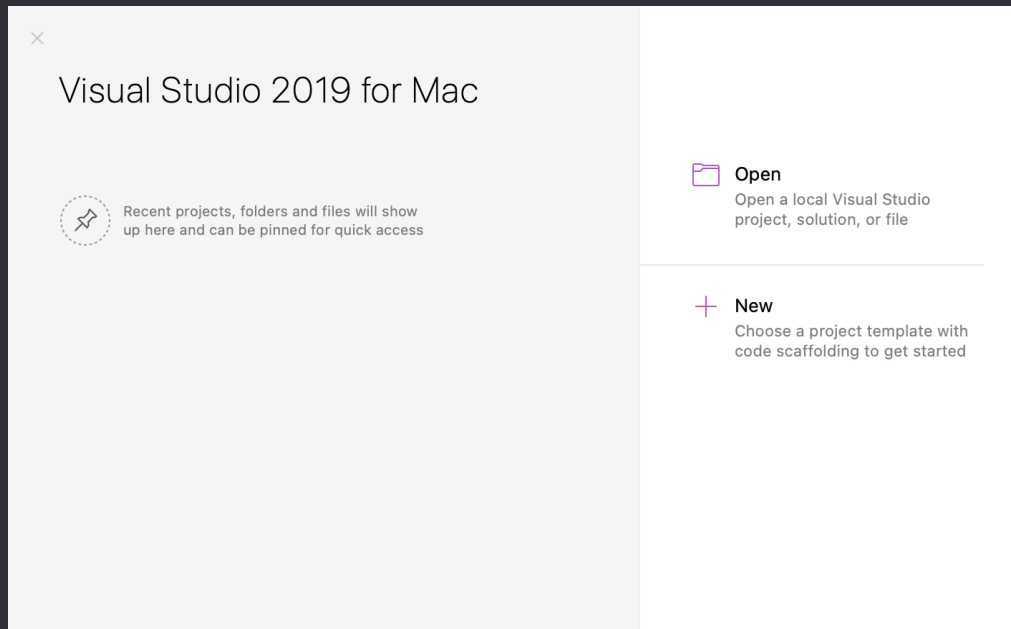 Visual Studio 2019 for Mac
Recent projects, folders and files will show
up here and can be pinned for quick access
Open
Open a local Visual Studio
project, solution, or file
New
Choose a project template with
code scaffolding to get started